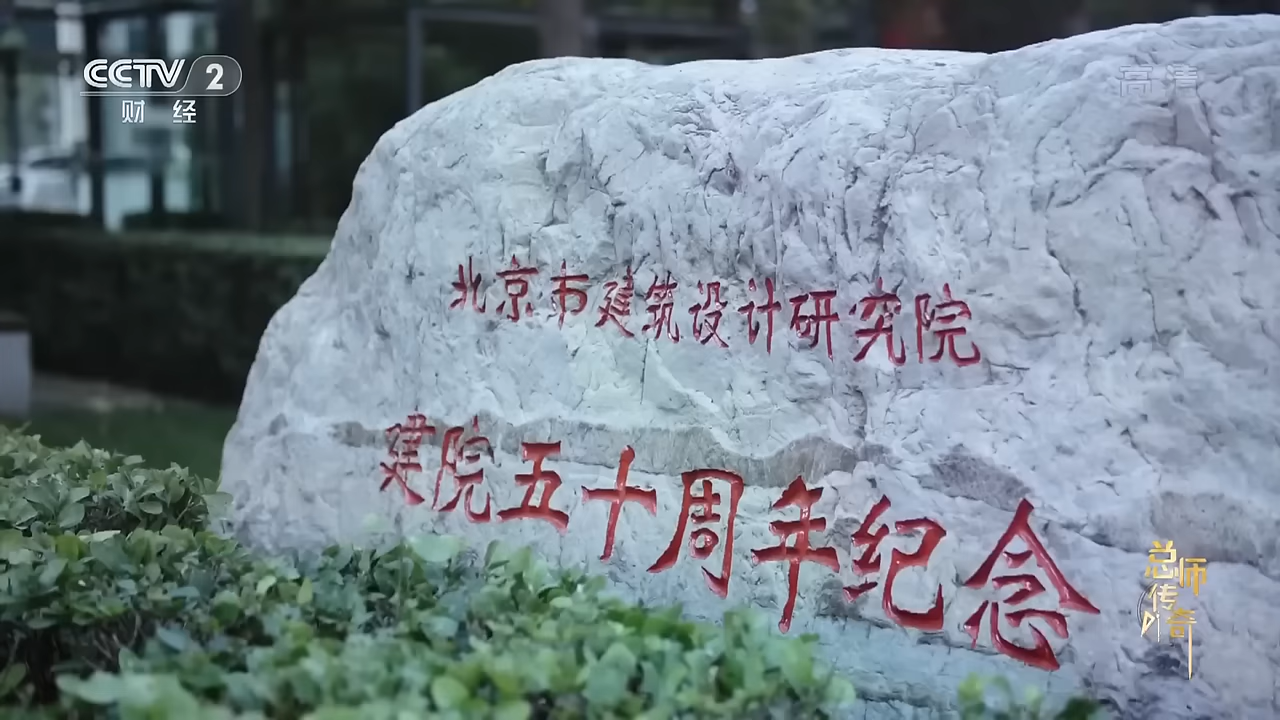 CCTV 2
财经
高清
北京市建筑设计研究院
建院五十周年纪念
总师传奇